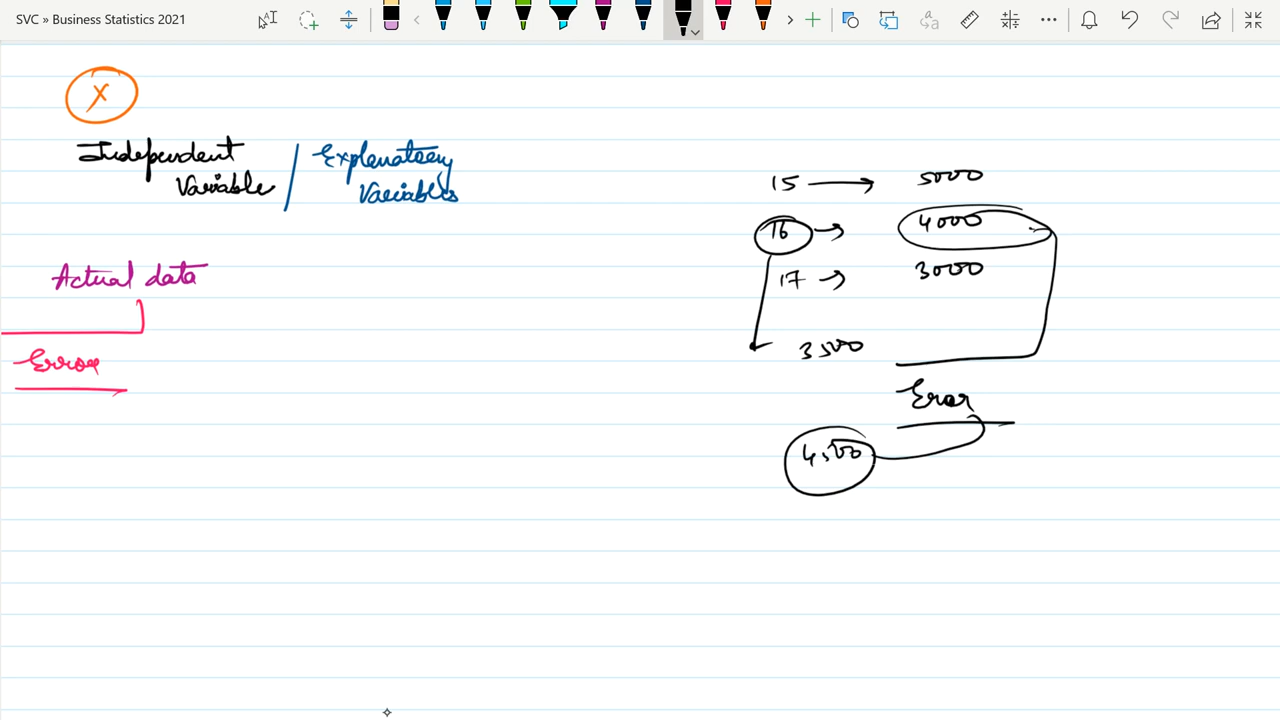 SVC » Business Statistics 2021
X
Independent Variable / Explanatory Variables
Actual data
Error
15 → 5000
16 → 4000
17 → 3000
3500
Error
4500